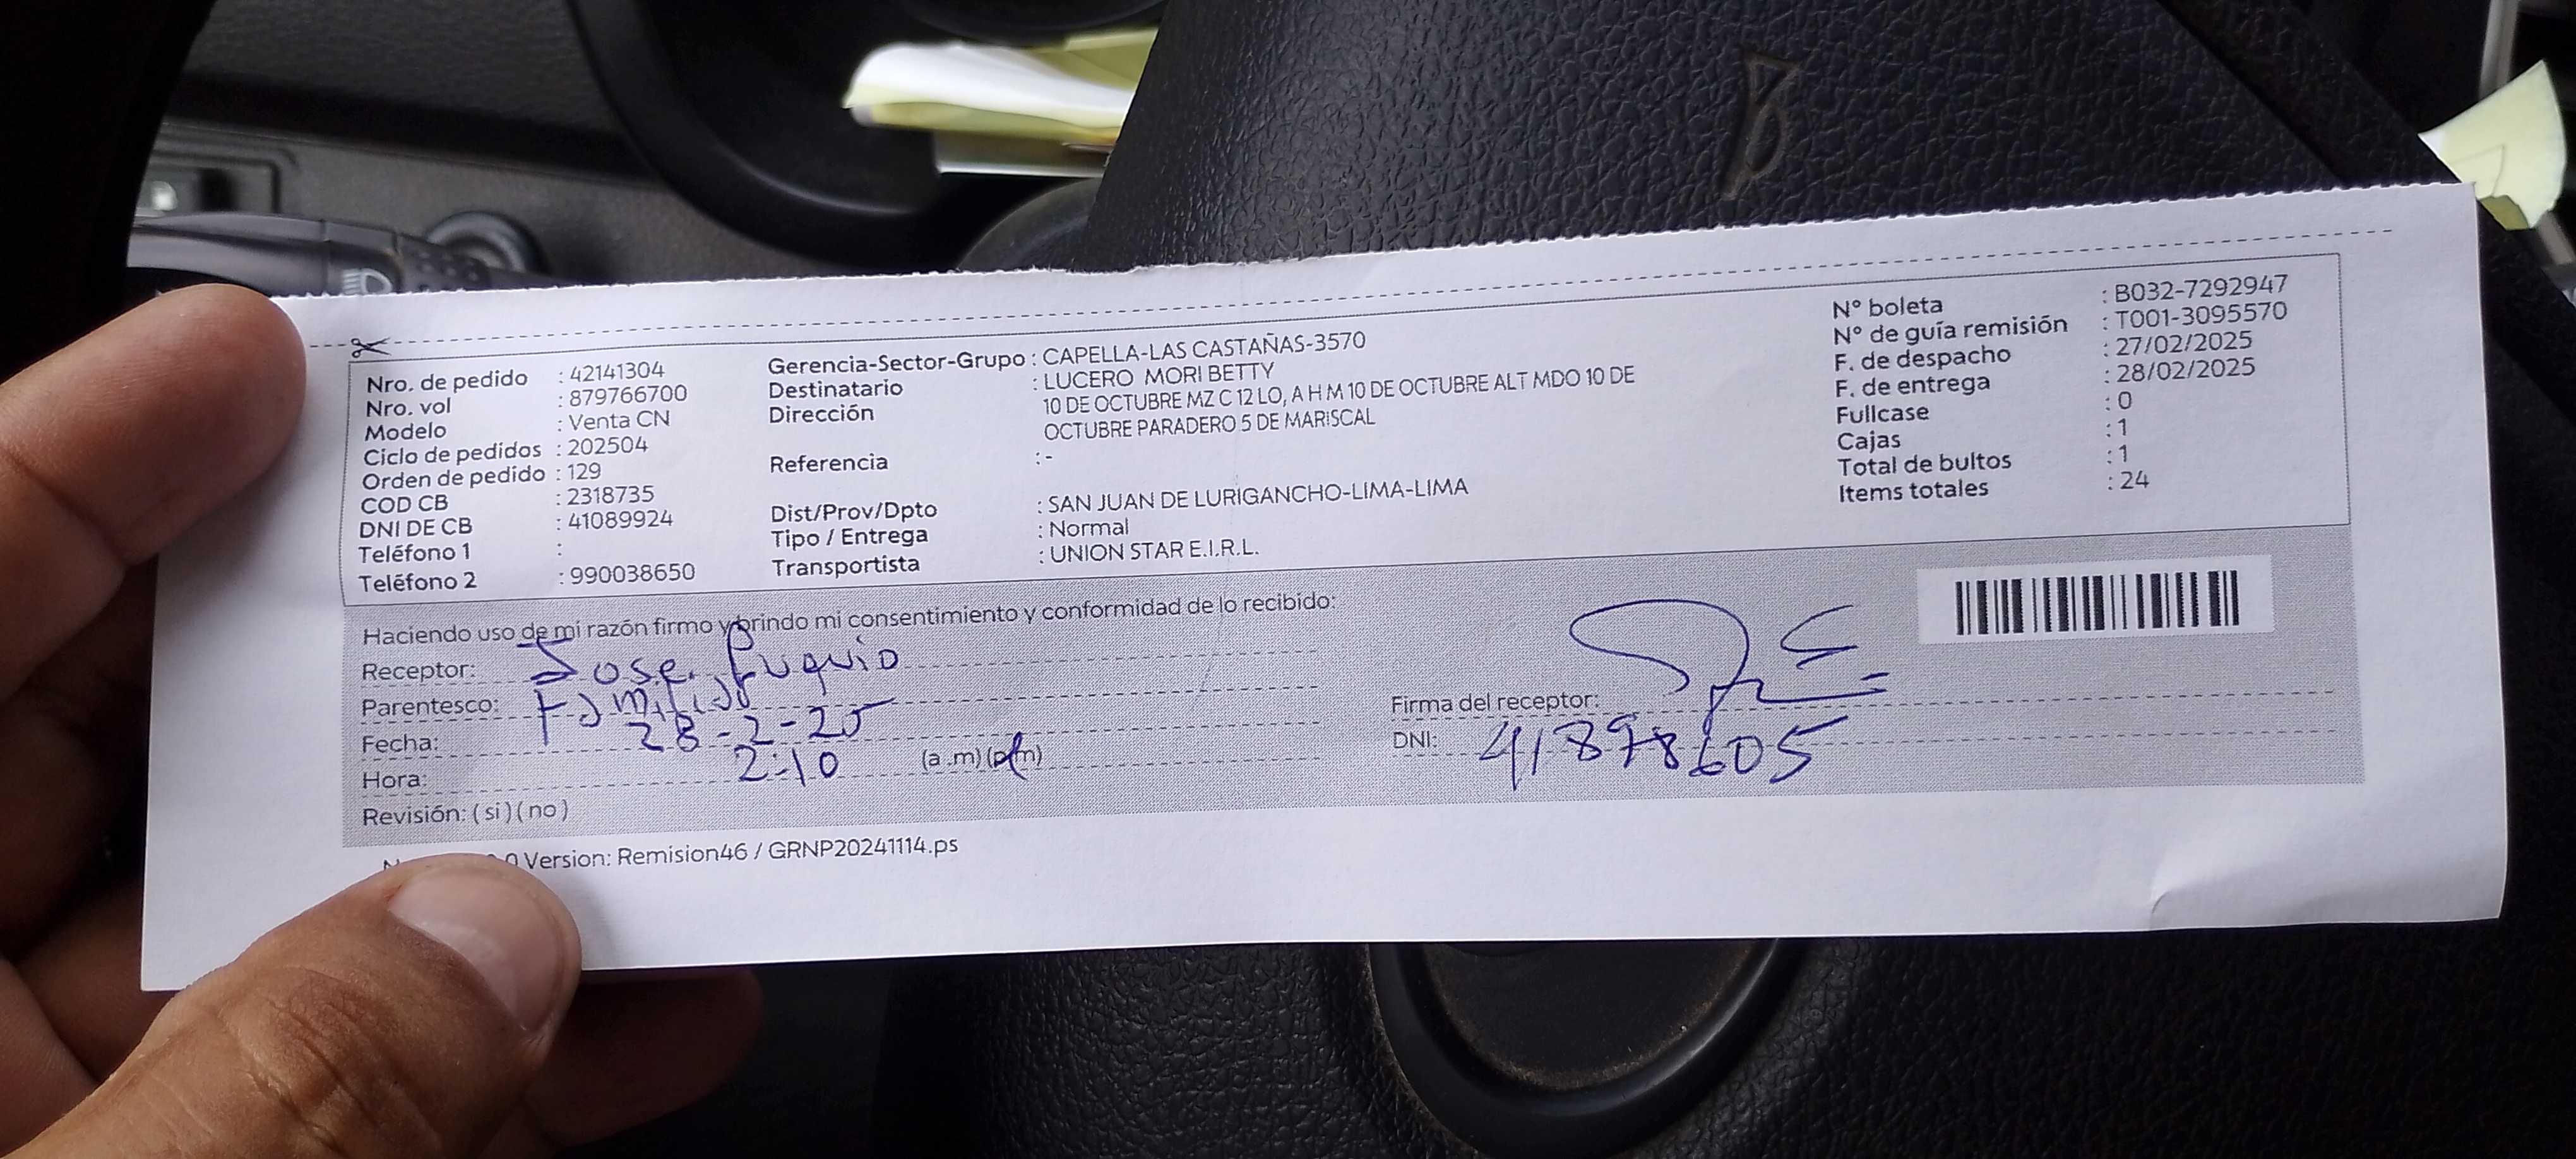 Nro. de pedido : 42141304
Nro. vol : 879766700
Modelo : Venta CN
Ciclo de pedidos : 202504
Orden de pedido : 129
COD CB : 2318735
DNI DE CB : 41089924
Teléfono 1 :
Teléfono 2 : 990038650
Gerencia-Sector-Grupo : CAPELLA-LAS CASTAÑAS-3570
Destinatario : LUCERO MORI BETTY
Dirección 10 DE OCTUBRE MZ C 12 LO, A H M 10 DE OCTUBRE ALT MDO 10 DE
OCTUBRE PARADERO 5 DE MARISCAL
Referencia : -
Dist/Prov/Dpto : SAN JUAN DE LURIGANCHO-LIMA-LIMA
Tipo / Entrega : Normal
Transportista : UNION STAR E.I.R.L.
N° boleta : B032-7292947
N° de guía remisión : T001-3095570
F. de despacho : 27/02/2025
F. de entrega : 28/02/2025
Fullcase : 0
Cajas : 1
Total de bultos : 1
Items totales : 24
Haciendo uso de mi razón firmo y brindo mi consentimiento y conformidad de lo recibido:
Receptor: Jose Puquio
Parentesco: Familiar
Fecha: 28-2-25
Hora: 2:10 (a.m) (pm)
Revisión: (si) (no)
Firma del receptor:
DNI: 41898605
Version: Remision46 / GRNP20241114.ps